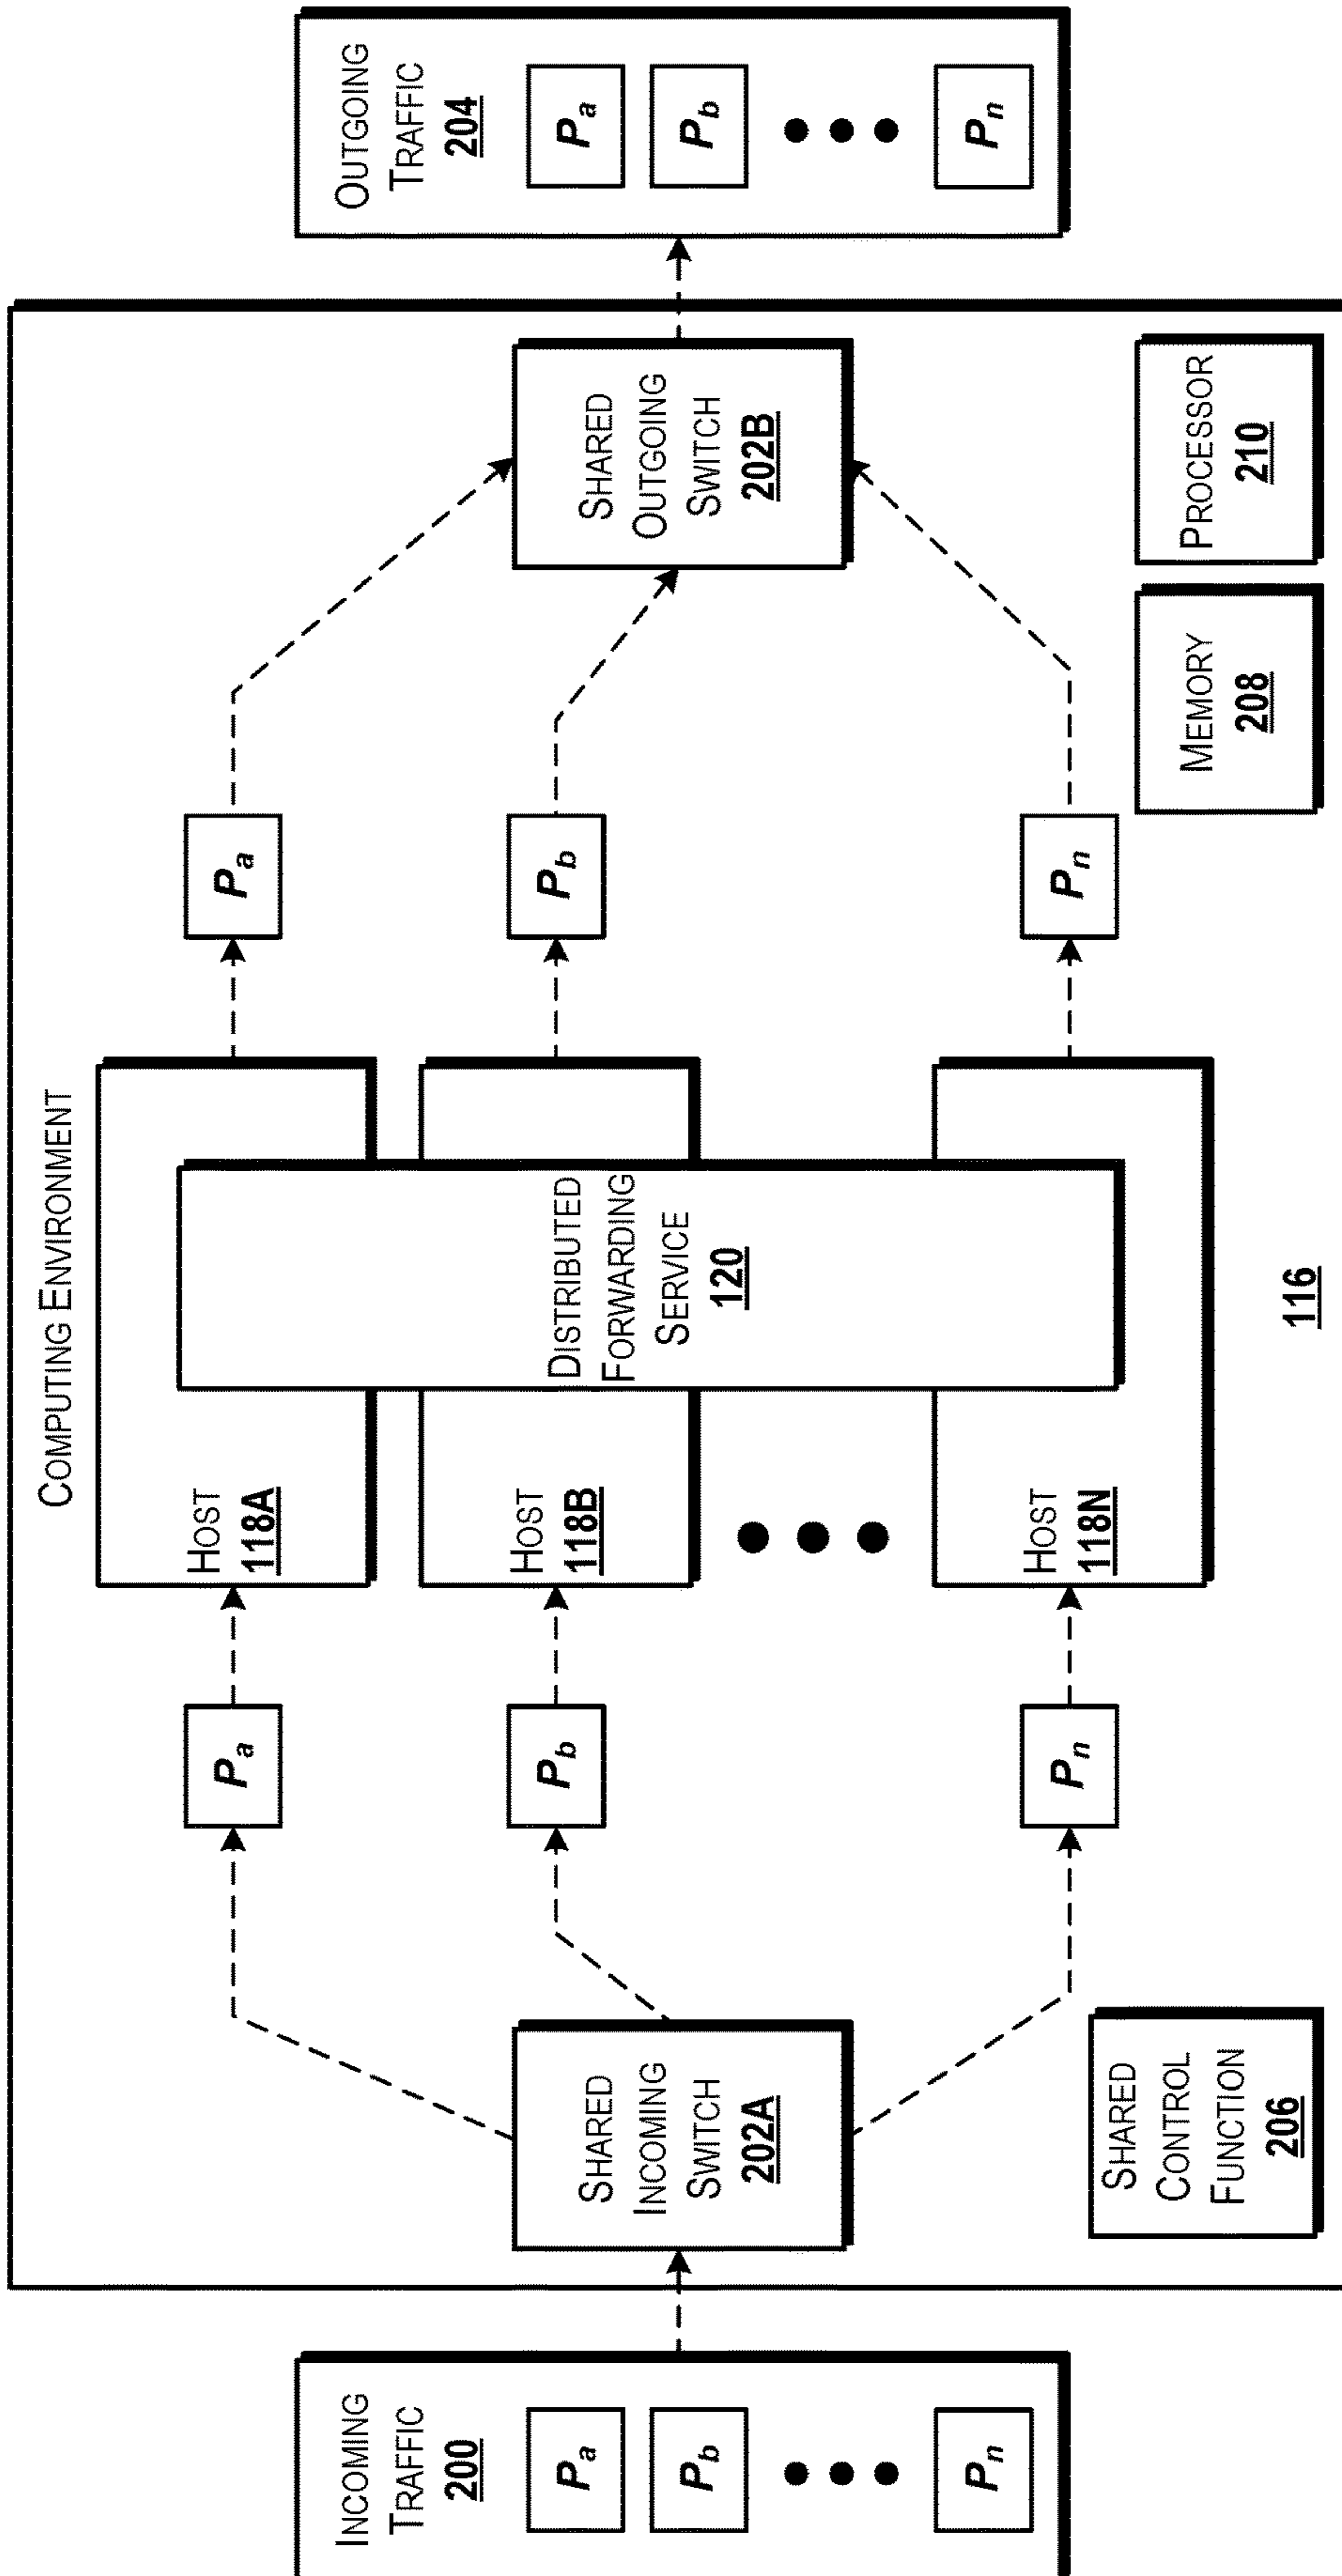 COMPUTING ENVIRONMENT
INCOMING
TRAFFIC
200
Pa
Pb
Pn
SHARED
INCOMING
SWITCH
202A
SHARED
CONTROL
FUNCTION
206
Pa
Pb
Pn
HOST
118A
HOST
118B
HOST
118N
DISTRIBUTED
FORWARDING
SERVICE
120
116
Pa
Pb
Pn
SHARED
OUTGOING
SWITCH
202B
MEMORY
208
PROCESSOR
210
OUTGOING
TRAFFIC
204
Pa
Pb
Pn